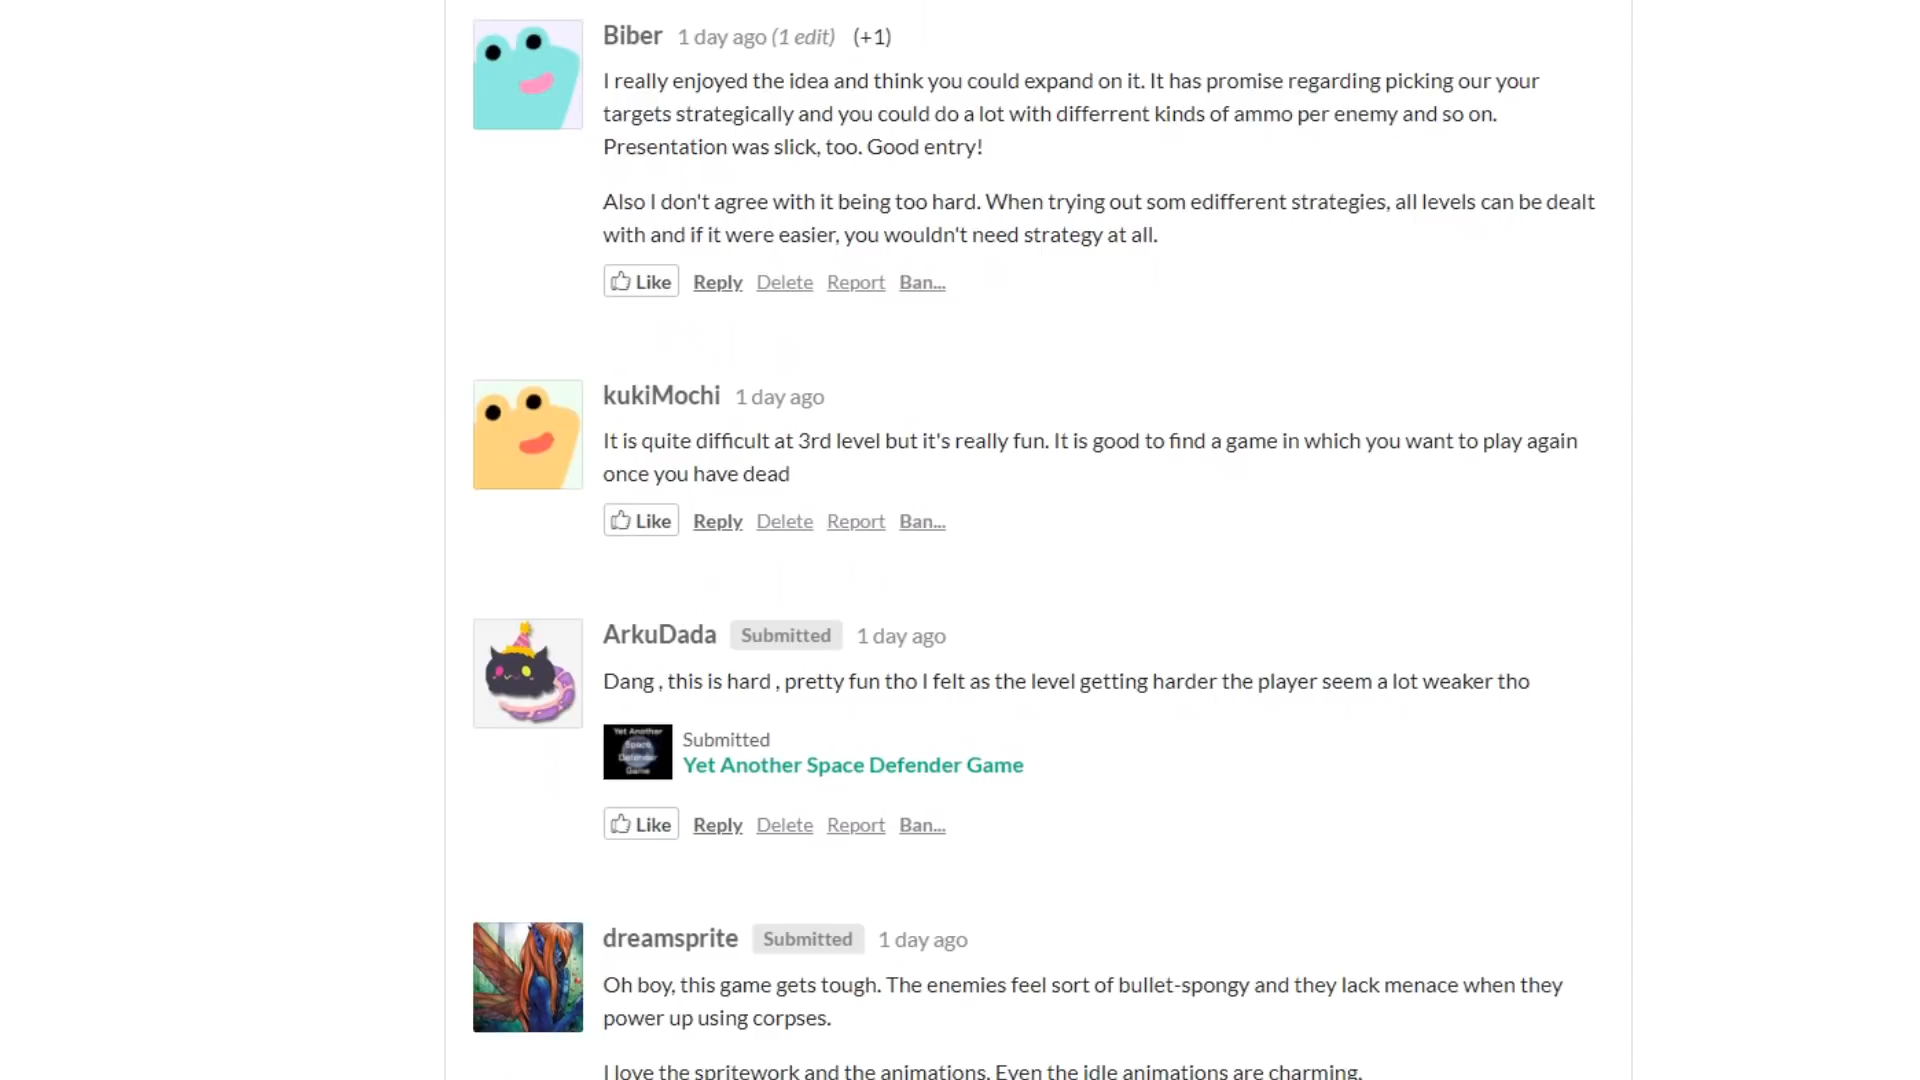 Biber 1 day ago (1 edit) (+1)
I really enjoyed the idea and think you could expand on it. It has promise regarding picking our your
targets strategically and you could do a lot with differrent kinds of ammo per enemy and so on.
Presentation was slick, too. Good entry!
Also I don't agree with it being too hard. When trying out som edifferent strategies, all levels can be dealt
with and if it were easier, you wouldn't need strategy at all.
Like Reply Delete Report Ban...
kukiMochi 1 day ago
It is quite difficult at 3rd level but it's really fun. It is good to find a game in which you want to play again
once you have dead
Like Reply Delete Report Ban...
ArkuDada Submitted 1 day ago
Dang , this is hard , pretty fun tho I felt as the level getting harder the player seem a lot weaker tho
Yet Another
Space
Defender
Game
Submitted
Yet Another Space Defender Game
Like Reply Delete Report Ban...
dreamsprite Submitted 1 day ago
Oh boy, this game gets tough. The enemies feel sort of bullet-spongy and they lack menace when they
power up using corpses.
I love the spritework and the animations. Even the idle animations are charming.